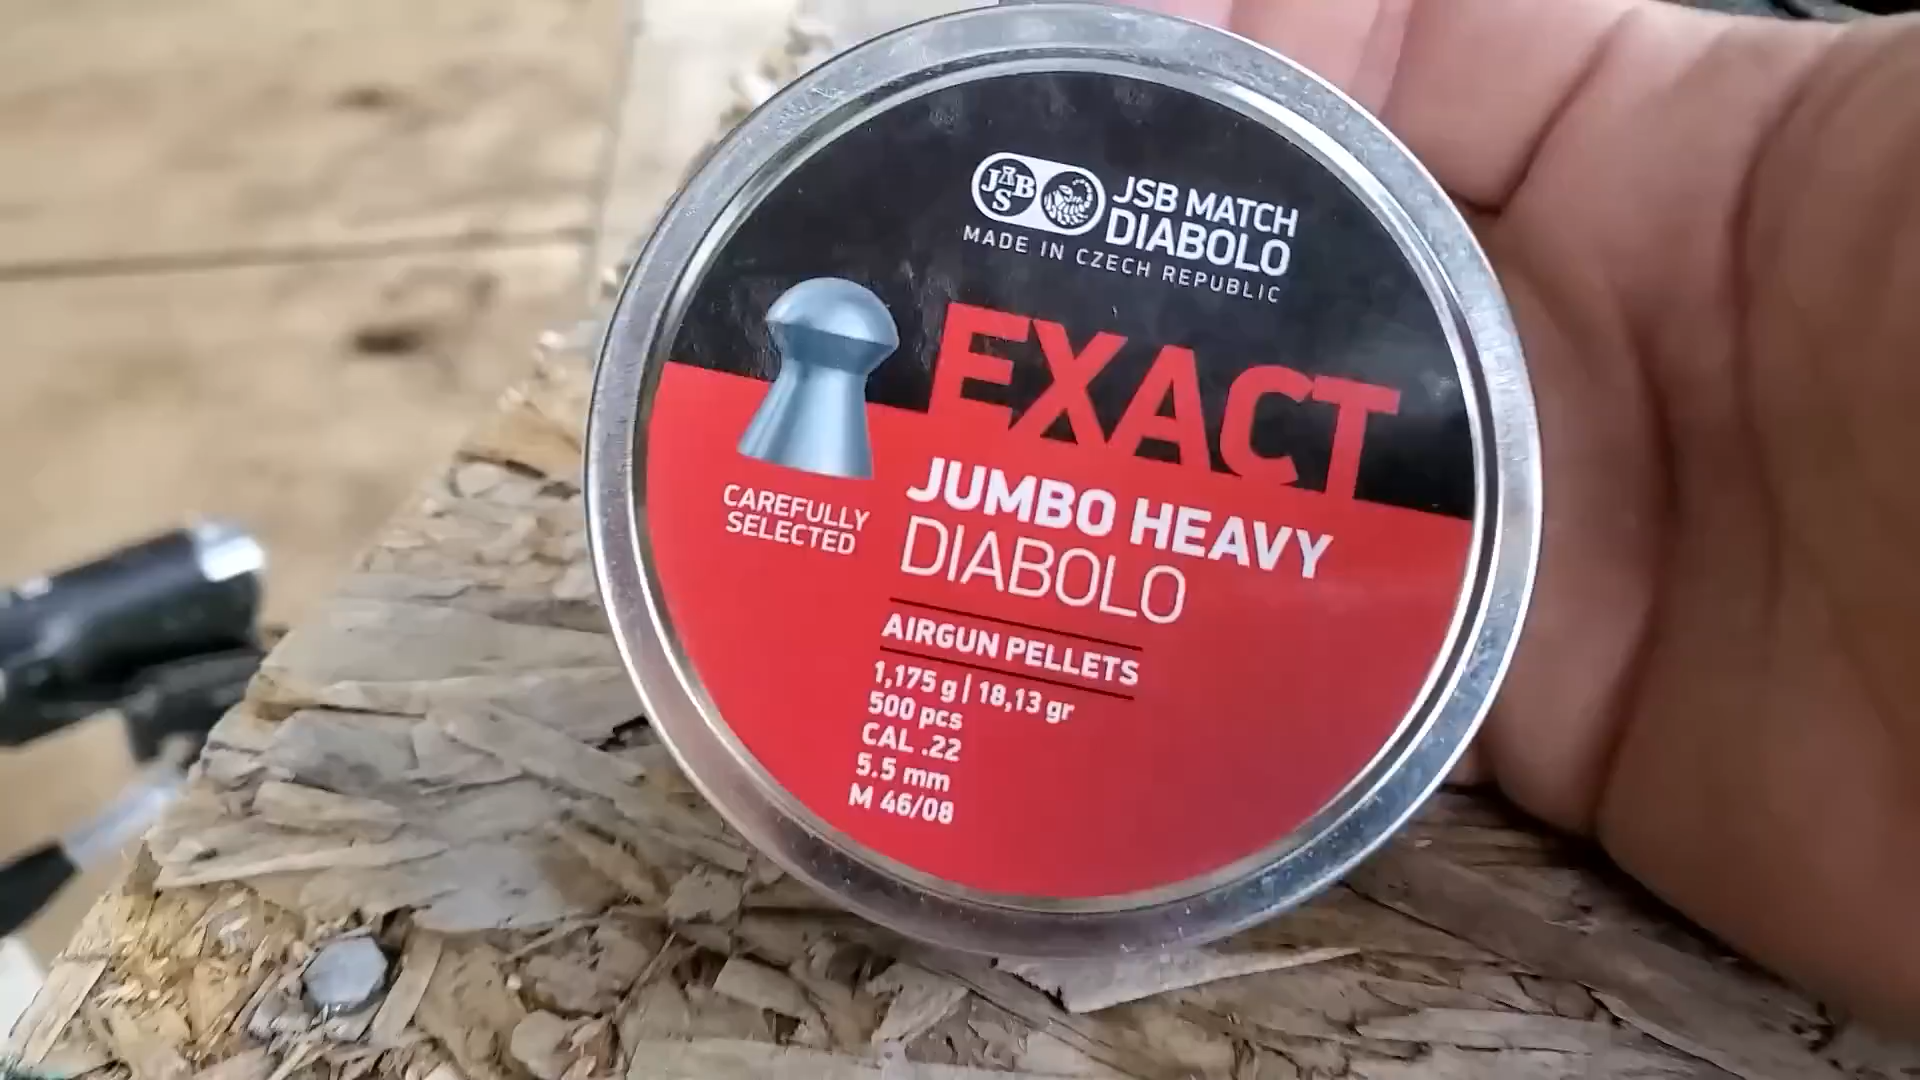 JSB
JSB MATCH
DIABOLO
MADE IN CZECH REPUBLIC
EXACT
CAREFULLY
SELECTED
JUMBO HEAVY
DIABOLO
AIRGUN PELLETS
1,175 g | 18,13 gr
500 pcs
CAL .22
5.5 mm
M 46/08